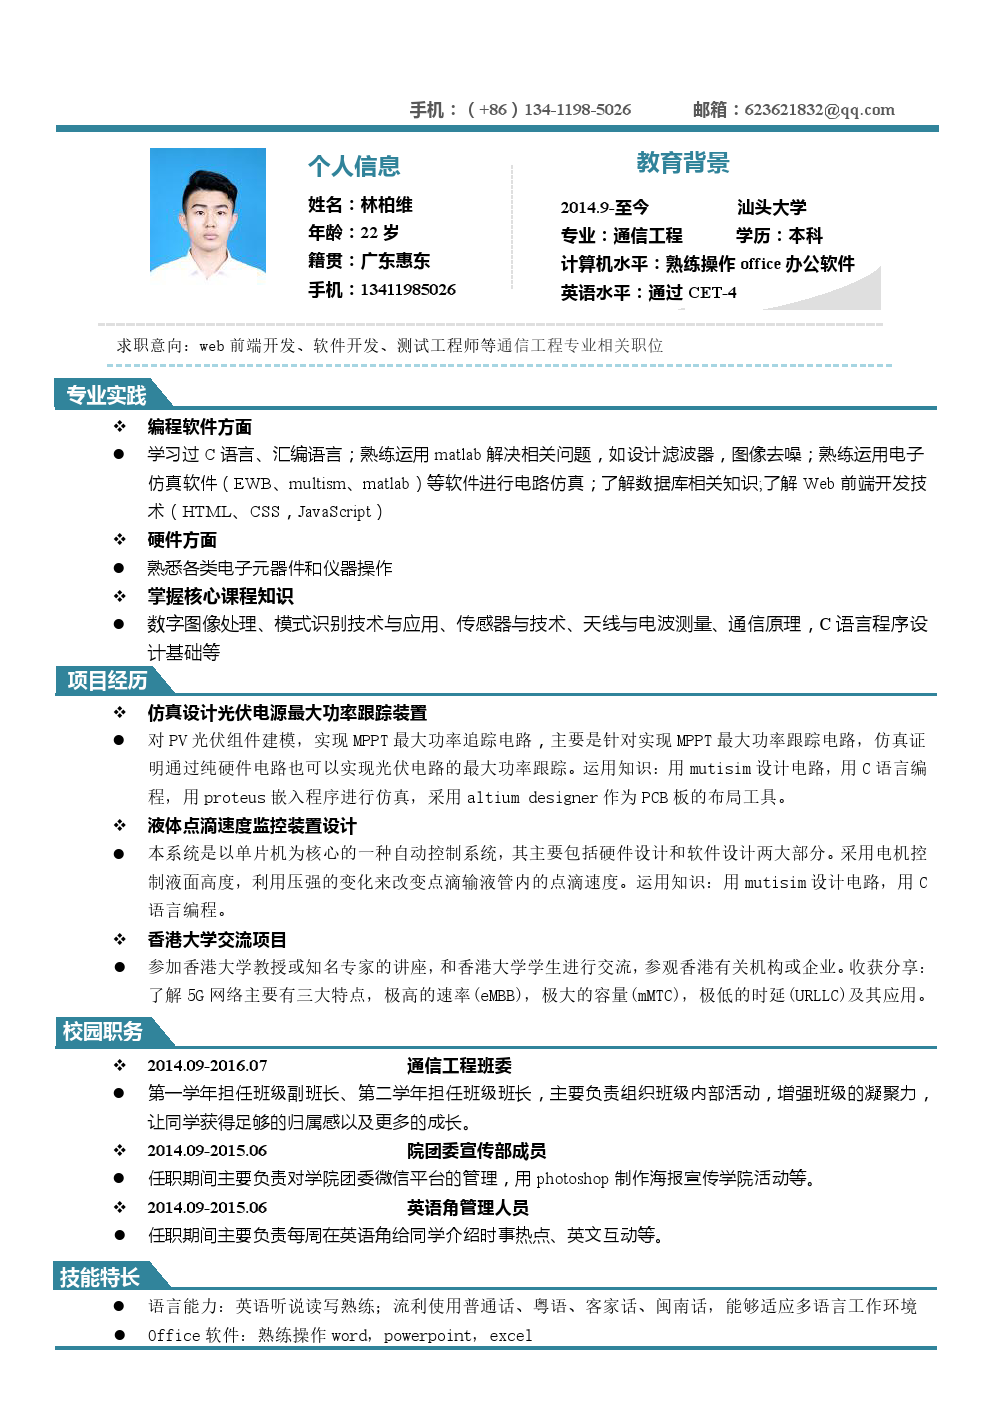 手机：（+86）134-1198-5026 邮箱：623621832@qq.com
个人信息
姓名：林柏维
年龄：22 岁
籍贯：广东惠东
手机：13411985026
教育背景
2014.9-至今 汕头大学
专业：通信工程 学历：本科
计算机水平：熟练操作 office 办公软件
英语水平：通过 CET-4
求职意向：web 前端开发、软件开发、测试工程师等通信工程专业相关职位
专业实践
编程软件方面
学习过 C 语言、汇编语言；熟练运用 matlab 解决相关问题，如设计滤波器，图像去噪；熟练运用电子
仿真软件（EWB、multism、matlab）等软件进行电路仿真；了解数据库相关知识;了解 Web 前端开发技
术（HTML、CSS，JavaScript）
硬件方面
熟悉各类电子元器件和仪器操作
掌握核心课程知识
数字图像处理、模式识别技术与应用、传感器与技术、天线与电波测量、通信原理，C 语言程序设
计基础等
项目经历
仿真设计光伏电源最大功率跟踪装置
对 PV 光伏组件建模，实现 MPPT 最大功率追踪电路，主要是针对实现 MPPT 最大功率跟踪电路，仿真证
明通过纯硬件电路也可以实现光伏电路的最大功率跟踪。运用知识：用 mutisim 设计电路，用 C 语言编
程，用 proteus 嵌入程序进行仿真，采用 altium designer 作为 PCB 板的布局工具。
液体点滴速度监控装置设计
本系统是以单片机为核心的一种自动控制系统，其主要包括硬件设计和软件设计两大部分。采用电机控
制液面高度，利用压强的变化来改变点滴输液管内的点滴速度。运用知识：用 mutisim 设计电路，用 C
语言编程。
香港大学交流项目
参加香港大学教授或知名专家的讲座，和香港大学学生进行交流，参观香港有关机构或企业。收获分享：
了解 5G 网络主要有三大特点，极高的速率(eMBB)，极大的容量(mMTC)，极低的时延(URLLC)及其应用。
校园职务
2014.09-2016.07 通信工程班委
第一学年担任班级副班长、第二学年担任班级班长，主要负责组织班级内部活动，增强班级的凝聚力，
让同学获得足够的归属感以及更多的成长。
2014.09-2015.06 院团委宣传部成员
任职期间主要负责对学院团委微信平台的管理，用 photoshop 制作海报宣传学院活动等。
2014.09-2015.06 英语角管理人员
任职期间主要负责每周在英语角给同学介绍时事热点、英文互动等。
技能特长
语言能力：英语听说读写熟练；流利使用普通话、粤语、客家话、闽南话，能够适应多语言工作环境
Office 软件：熟练操作 word，powerpoint，excel